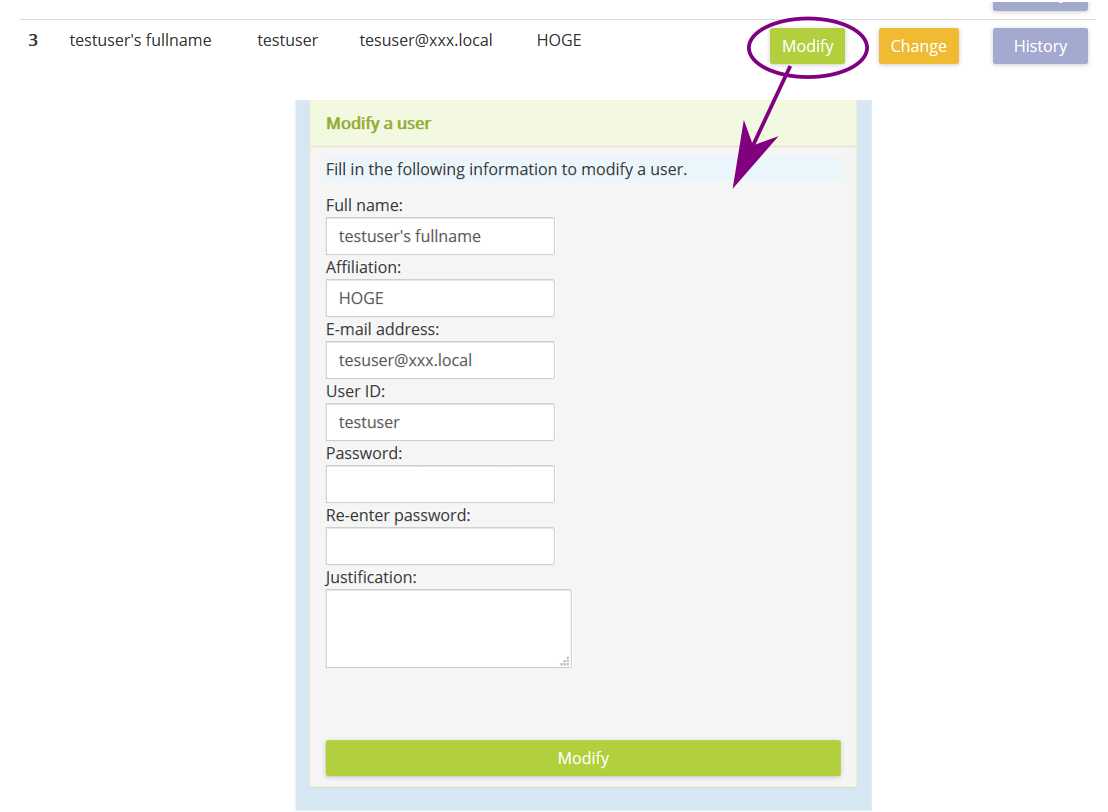 3 testuser's fullname testuser tesuser@xxx.local HOGE Modify Change History
Modify a user
Fill in the following information to modify a user.
Full name:
testuser's fullname
Affiliation:
HOGE
E-mail address:
tesuser@xxx.local
User ID:
testuser
Password:
Re-enter password:
Justification:
Modify